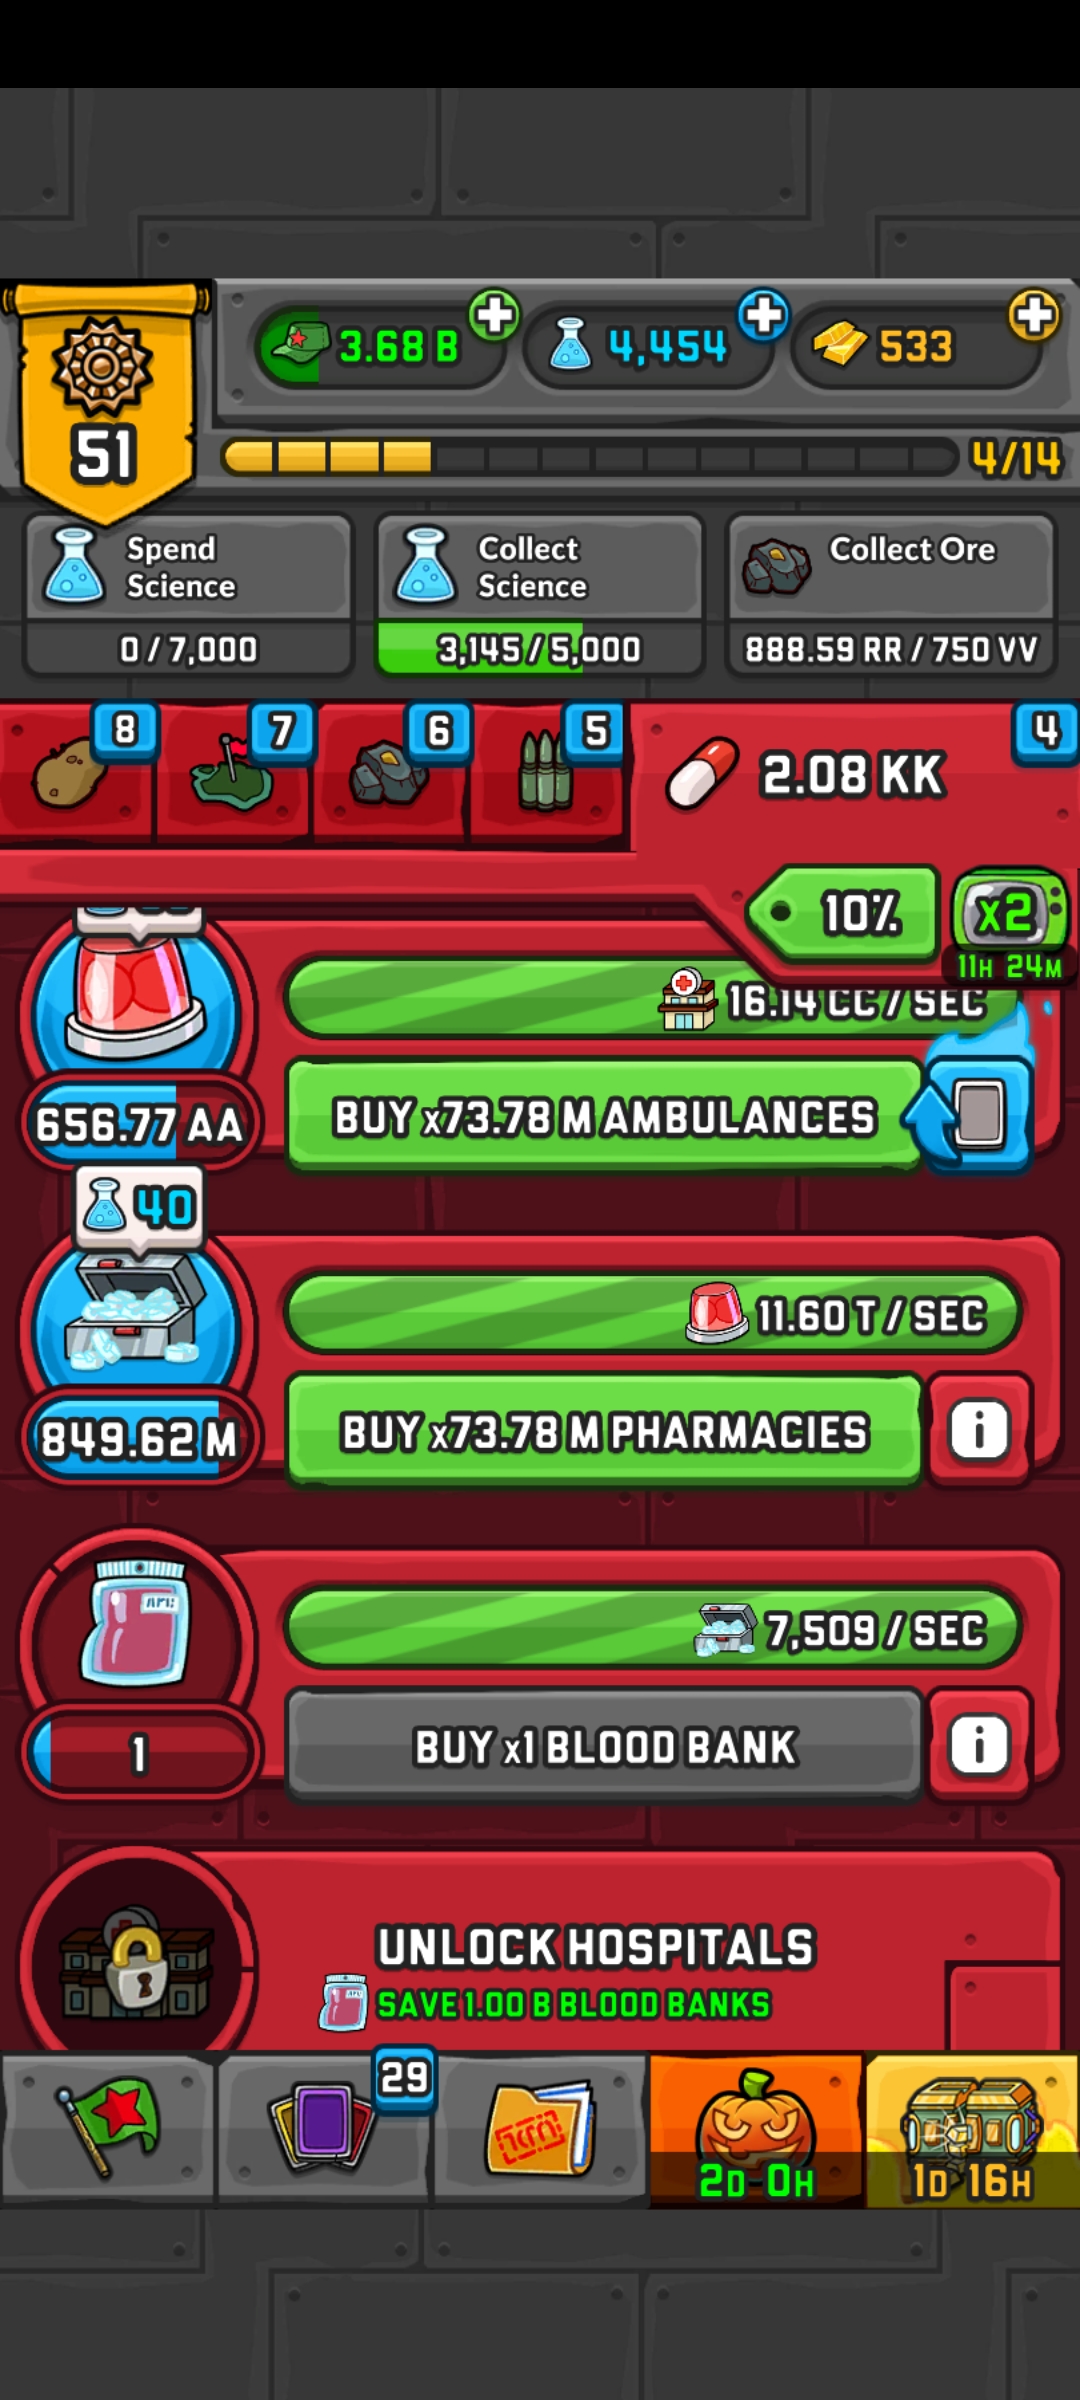 3.68 B
4,454
533
51
4/14
Spend
Science
0 / 7,000
Collect
Science
3,145 / 5,000
Collect Ore
888.59 RR / 750 VV
8
7
6
5
4
2.08 KK
10%
x2
11H 24M
16.14 CC / SEC
656.77 AA
BUY x73.78 M AMBULANCES
40
11.60 T / SEC
849.62 M
BUY x73.78 M PHARMACIES
i
7,509 / SEC
1
BUY x1 BLOOD BANK
i
UNLOCK HOSPITALS
SAVE 1.00 B BLOOD BANKS
29
2D 0H
1D 16H